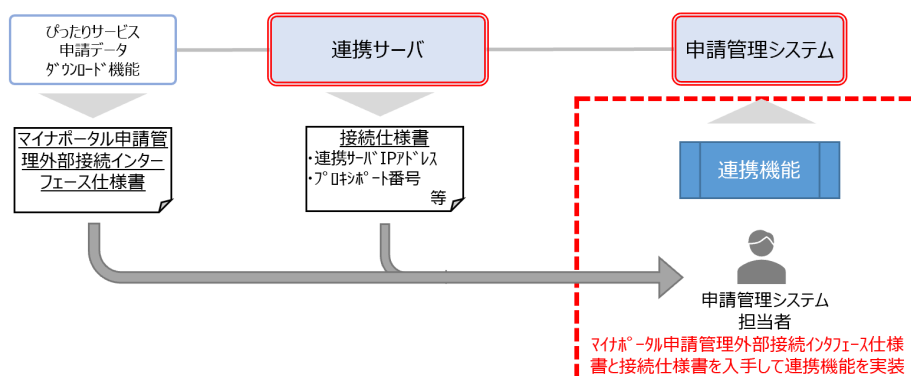 ぴったりサービス
申請データ
ダウンロード機能
連携サーバ
申請管理システム
マイナポータル申請管
理外部接続インター
フェース仕様書
接続仕様書
・連携サーバIPアドレス
・プロキシポート番号
等
連携機能
申請管理システム
担当者
マイナポータル申請管理外部接続インタフェース仕様
書と接続仕様書を入手して連携機能を実装